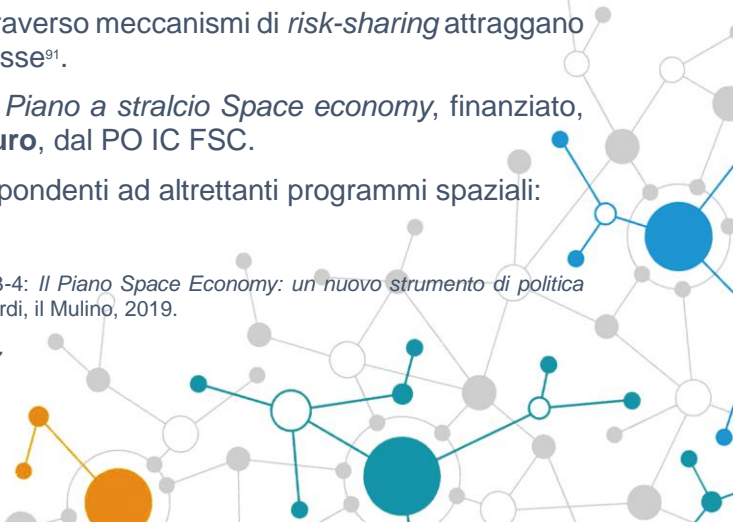 raverso meccanismi di risk-sharing attraggano
sse⁹¹.
Piano a stralcio Space economy, finanziato,
uro, dal PO IC FSC.
pondenti ad altrettanti programmi spaziali:
3-4: Il Piano Space Economy: un nuovo strumento di politica
rdi, il Mulino, 2019.